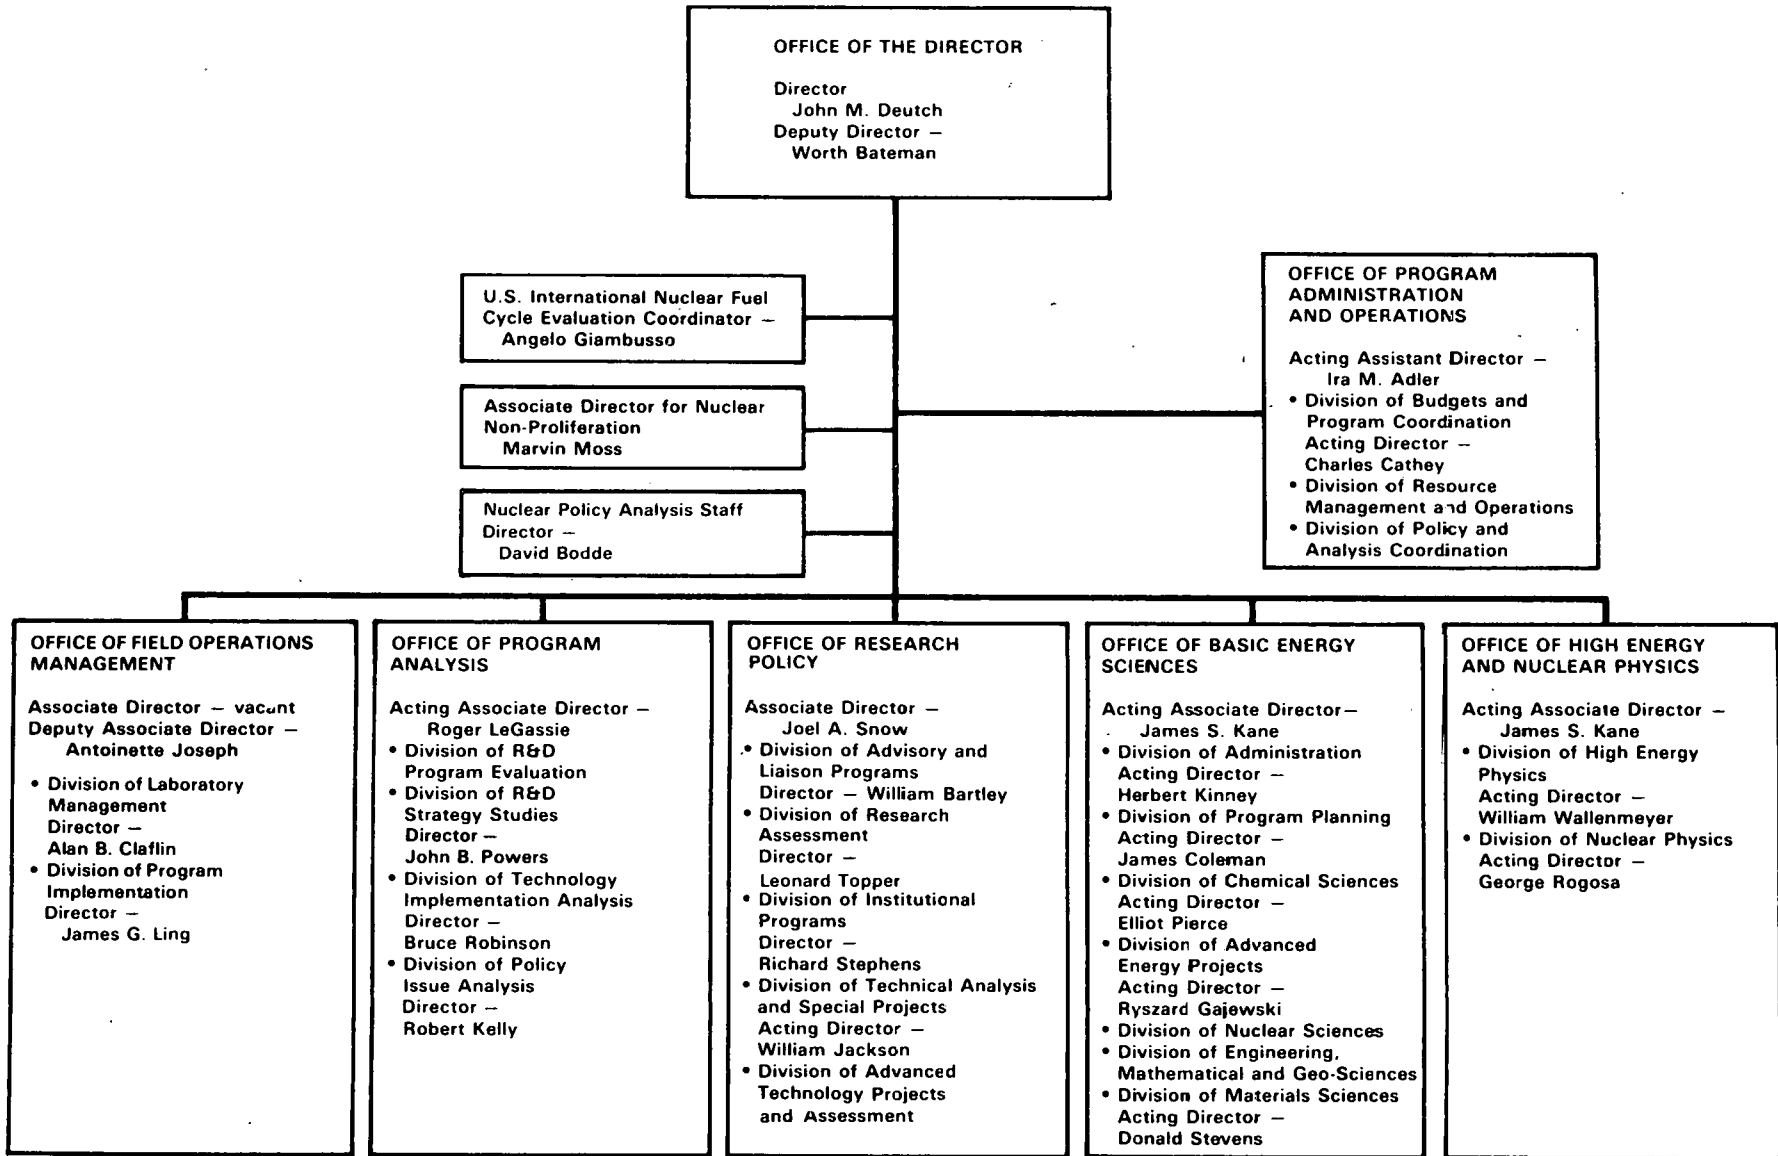 OFFICE OF THE DIRECTOR
Director
John M. Deutch
Deputy Director —
Worth Bateman
U.S. International Nuclear Fuel
Cycle Evaluation Coordinator —
Angelo Giambusso
Associate Director for Nuclear
Non-Proliferation
Marvin Moss
Nuclear Policy Analysis Staff
Director —
David Bodde
OFFICE OF PROGRAM
ADMINISTRATION
AND OPERATIONS
Acting Assistant Director —
Ira M. Adler
• Division of Budgets and
Program Coordination
Acting Director —
Charles Cathey
• Division of Resource
Management and Operations
• Division of Policy and
Analysis Coordination
OFFICE OF FIELD OPERATIONS
MANAGEMENT
Associate Director — vacant
Deputy Associate Director —
Antoinette Joseph
• Division of Laboratory
Management
Director —
Alan B. Claflin
• Division of Program
Implementation
Director —
James G. Ling
OFFICE OF PROGRAM
ANALYSIS
Acting Associate Director —
Roger LeGassie
• Division of R&D
Program Evaluation
• Division of R&D
Strategy Studies
Director —
John B. Powers
• Division of Technology
Implementation Analysis
Director —
Bruce Robinson
• Division of Policy
Issue Analysis
Director —
Robert Kelly
OFFICE OF RESEARCH
POLICY
Associate Director —
Joel A. Snow
• Division of Advisory and
Liaison Programs
Director — William Bartley
• Division of Research
Assessment
Director —
Leonard Topper
• Division of Institutional
Programs
Director —
Richard Stephens
• Division of Technical Analysis
and Special Projects
Acting Director —
William Jackson
• Division of Advanced
Technology Projects
and Assessment
OFFICE OF BASIC ENERGY
SCIENCES
Acting Associate Director—
James S. Kane
• Division of Administration
Acting Director —
Herbert Kinney
• Division of Program Planning
Acting Director —
James Coleman
• Division of Chemical Sciences
Acting Director —
Elliot Pierce
• Division of Advanced
Energy Projects
Acting Director —
Ryszard Gajewski
• Division of Nuclear Sciences
• Division of Engineering,
Mathematical and Geo-Sciences
• Division of Materials Sciences
Acting Director —
Donald Stevens
OFFICE OF HIGH ENERGY
AND NUCLEAR PHYSICS
Acting Associate Director —
James S. Kane
• Division of High Energy
Physics
Acting Director —
William Wallenmeyer
• Division of Nuclear Physics
Acting Director —
George Rogosa